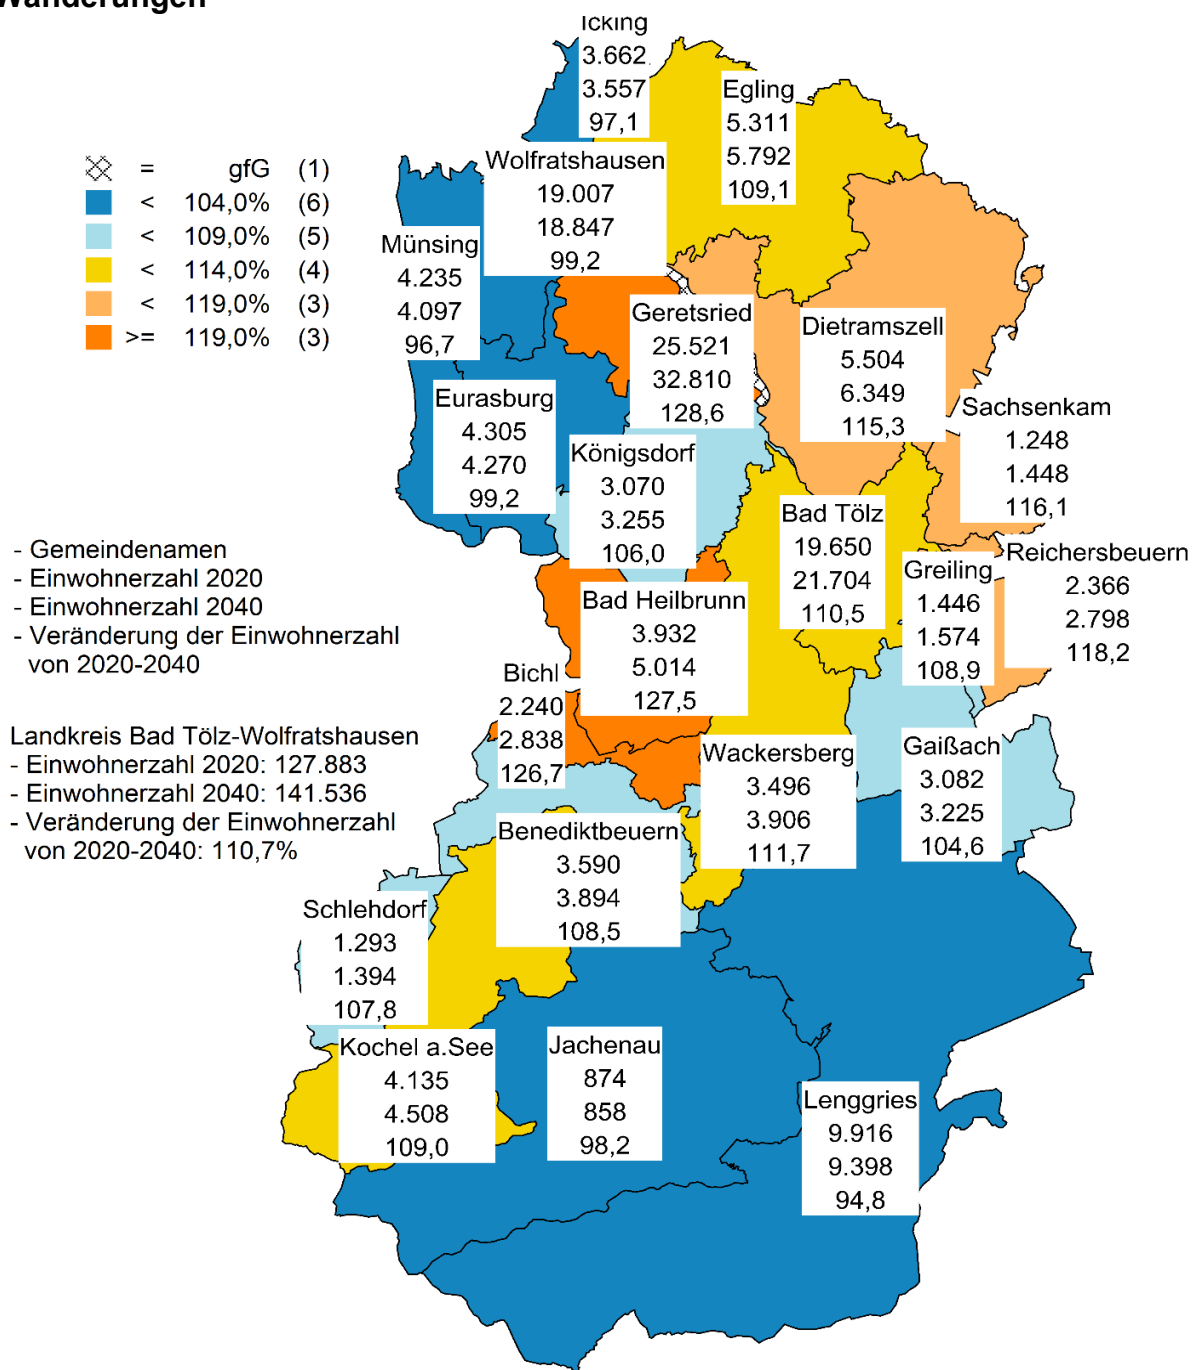 Wanderungen
Icking
3.662
3.557
97,1
Egling
5.311
5.792
109,1
= gfG (1)
< 104,0% (6)
< 109,0% (5)
< 114,0% (4)
< 119,0% (3)
>= 119,0% (3)
Wolfratshausen
19.007
18.847
99,2
Münsing
4.235
4.097
96,7
Geretsried
25.521
32.810
128,6
Dietramszell
5.504
6.349
115,3
Eurasburg
4.305
4.270
99,2
Sachsenkam
1.248
1.448
116,1
Königsdorf
3.070
3.255
106,0
Bad Tölz
19.650
21.704
110,5
Reichersbeuern
2.366
2.798
118,2
Greiling
1.446
1.574
108,9
- Gemeindenamen
- Einwohnerzahl 2020
- Einwohnerzahl 2040
- Veränderung der Einwohnerzahl
von 2020-2040
Bad Heilbrunn
3.932
5.014
127,5
Bichl
2.240
2.838
126,7
Landkreis Bad Tölz-Wolfratshausen
- Einwohnerzahl 2020: 127.883
- Einwohnerzahl 2040: 141.536
- Veränderung der Einwohnerzahl
von 2020-2040: 110,7%
Wackersberg
3.496
3.906
111,7
Gaißach
3.082
3.225
104,6
Benediktbeuern
3.590
3.894
108,5
Schlehdorf
1.293
1.394
107,8
Kochel a.See
4.135
4.508
109,0
Jachenau
874
858
98,2
Lenggries
9.916
9.398
94,8